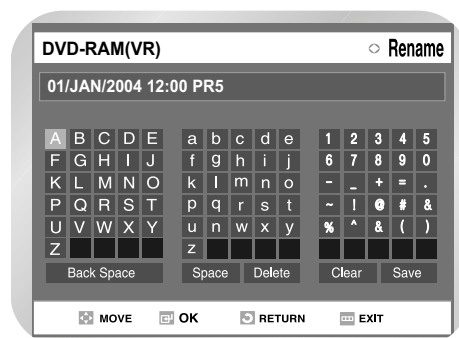 DVD-RAM(VR) Rename
01/JAN/2004 12:00 PR5
A B C D E a b c d e 1 2 3 4 5
F G H I J f g h i j 6 7 8 9 0
K L M N O k l m n o - _ + = .
P Q R S T p q r s t ~ ! @ # &
U V W X Y u n w x y % ^ & ( )
Z z
Back Space Space Delete Clear Save
MOVE OK RETURN EXIT